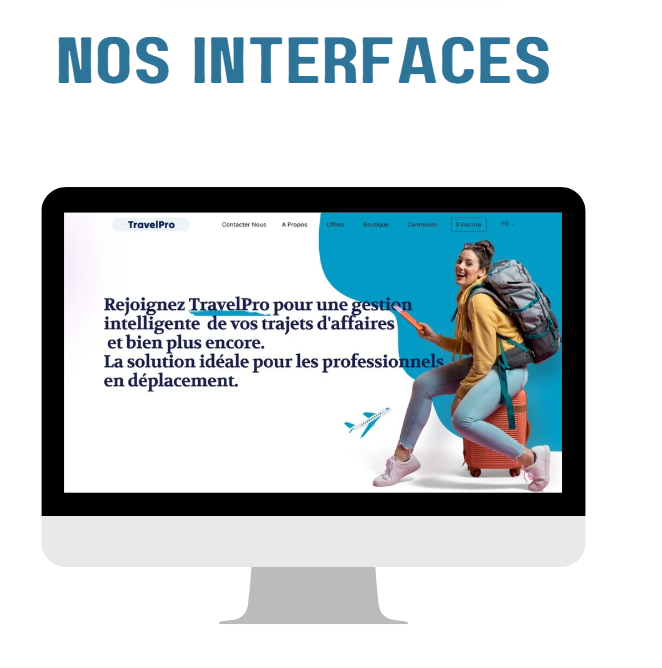 NOS INTERFACES
TravelPro Contacter Nous A Propos Offres Boutique Connexion S'inscrire FR
Rejoignez TravelPro pour une gestion
intelligente de vos trajets d'affaires
et bien plus encore.
La solution idéale pour les professionnels
en déplacement.